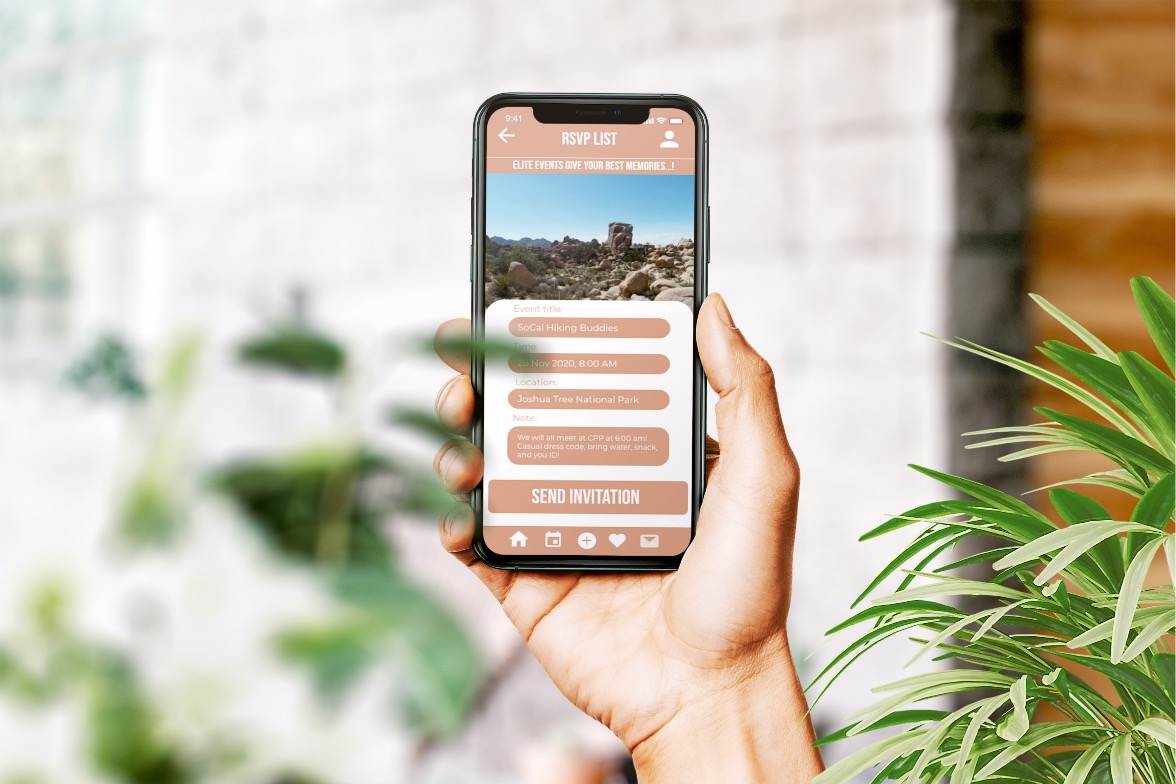 9:41
RSVP LIST
ELITE EVENTS GIVE YOUR BEST MEMORIES...!
Event title:
SoCal Hiking Buddies
Time:
28 Nov 2020, 8:00 AM
Location:
Joshua Tree National Park
Note:
We will all meet at CPP at 6:00 am!
Casual dress code, bring water, snack,
and you ID!
SEND INVITATION